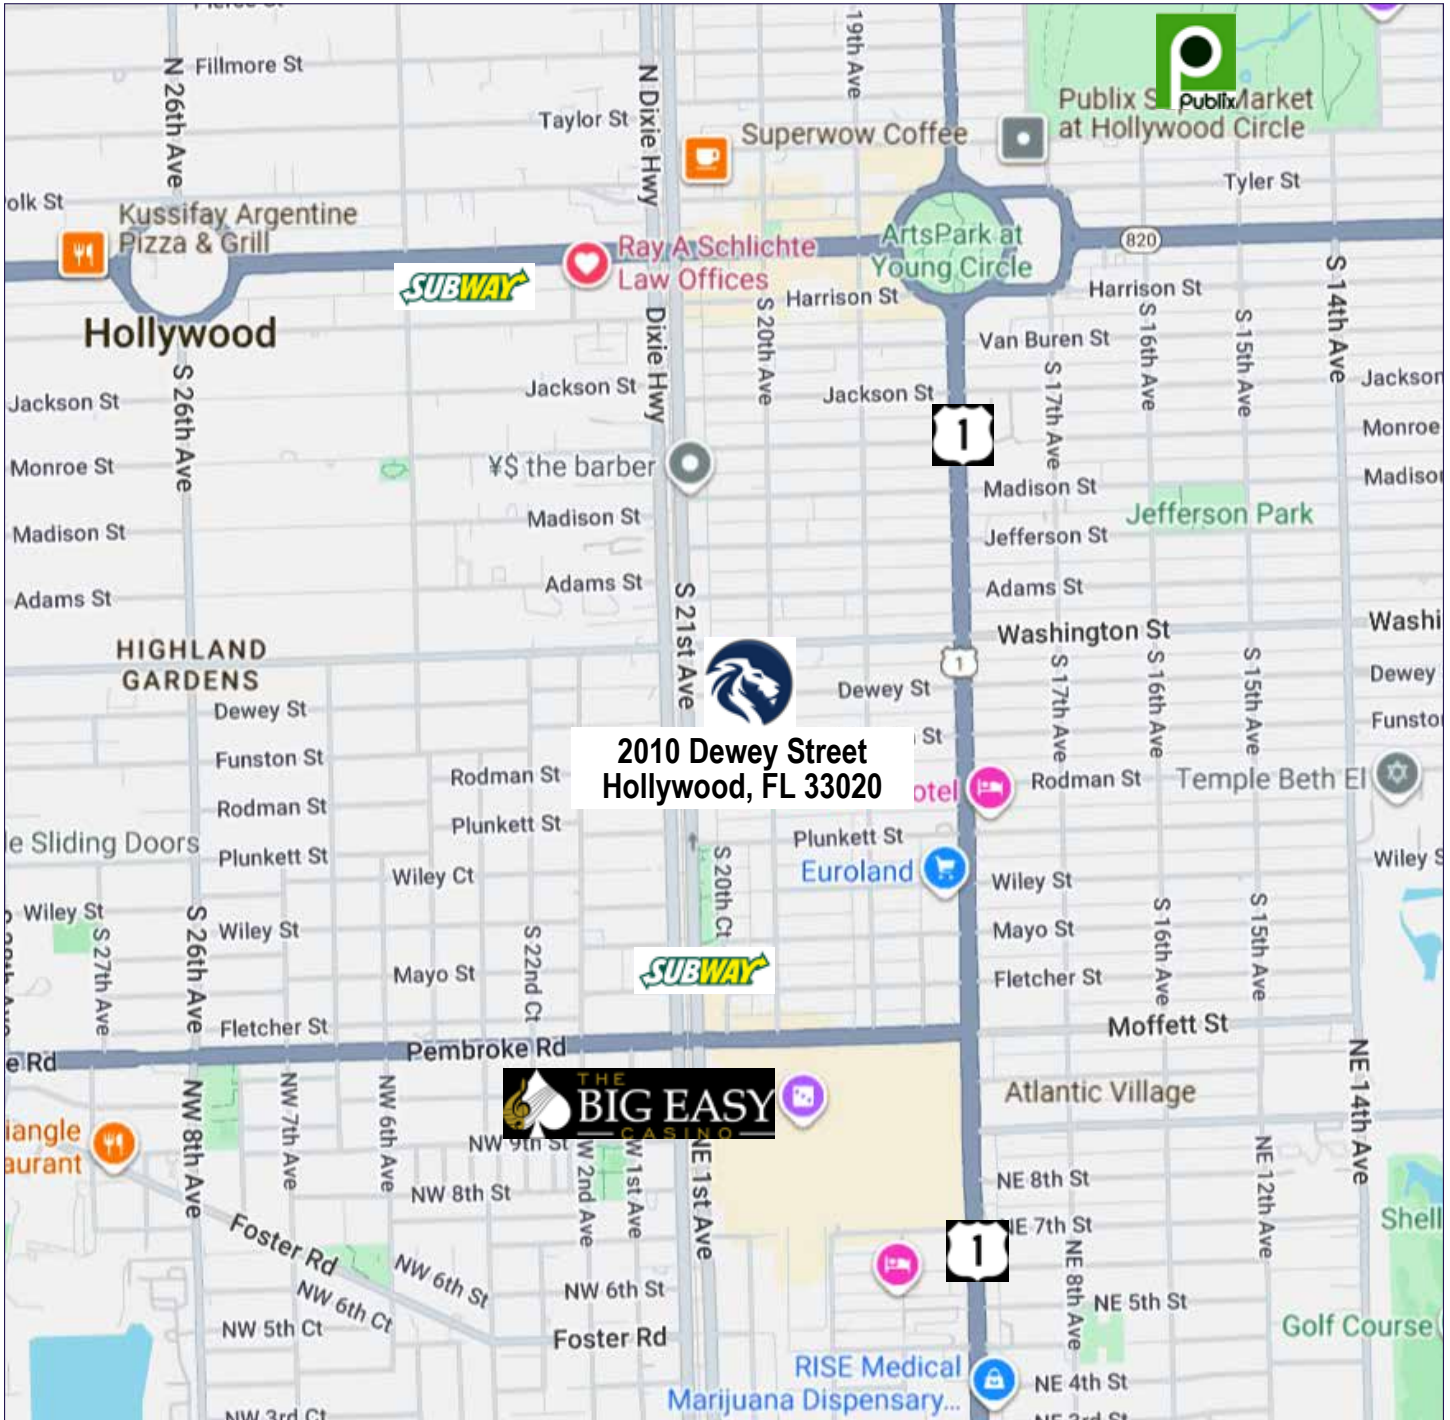 Fillmore St
N 26th Ave
N Dixie Hwy
19th Ave
Taylor St
Superwow Coffee
Publix
Publix S Market
at Hollywood Circle
Tyler St
olk St
Kussifay Argentine
Pizza & Grill
SUBWAY
Ray A Schlichte
Law Offices
ArtsPark at
Young Circle
820
Harrison St
Harrison St
Hollywood
Dixie Hwy
S 20th Ave
Van Buren St
S 16th Ave
S 15th Ave
S 14th Ave
S 26th Ave
Jackson St
Jackson St
Jackson St
Jackson
S 17th Ave
1
Monroe St
¥$ the barber
Monroe
Madison St
Madison St
Madison St
Jefferson Park
Jefferson St
Adams St
Adams St
Adams St
S 21st Ave
HIGHLAND
GARDENS
Washington St
Washi
1
Dewey St
Dewey St
Dewey
S 17th Ave
S 16th Ave
S 15th Ave
2010 Dewey Street
Hollywood, FL 33020
St
Funston St
Rodman St
otel
Rodman St
Temple Beth El
Rodman St
Plunkett St
Plunkett St
le Sliding Doors
Plunkett St
Wiley Ct
Euroland
Wiley St
Wiley S
S 20th Ct
Wiley St
S 27th Ave
S 26th Ave
Wiley St
S 22nd Ct
Mayo St
Mayo St
SUBWAY
Fletcher St
S 16th Ave
S 15th Ave
Fletcher St
Moffett St
e Rd
Pembroke Rd
NE 14th Ave
THE
BIG EASY
CASINO
Atlantic Village
NW 8th Ave
NW 7th Ave
NW 6th Ave
iangle
aurant
NW 9th St
W 2nd Ave
W 1st Ave
NE 1st Ave
NW 8th St
NE 8th St
NE 12th Ave
Foster Rd
1
E 7th St
Shell
NW 6th St
NW 6th Ct
NW 6th St
NE 8th Ave
NE 5th St
NW 5th Ct
Foster Rd
Golf Course
RISE Medical
Marijuana Dispensary...
NE 4th St
NW 3rd Ct